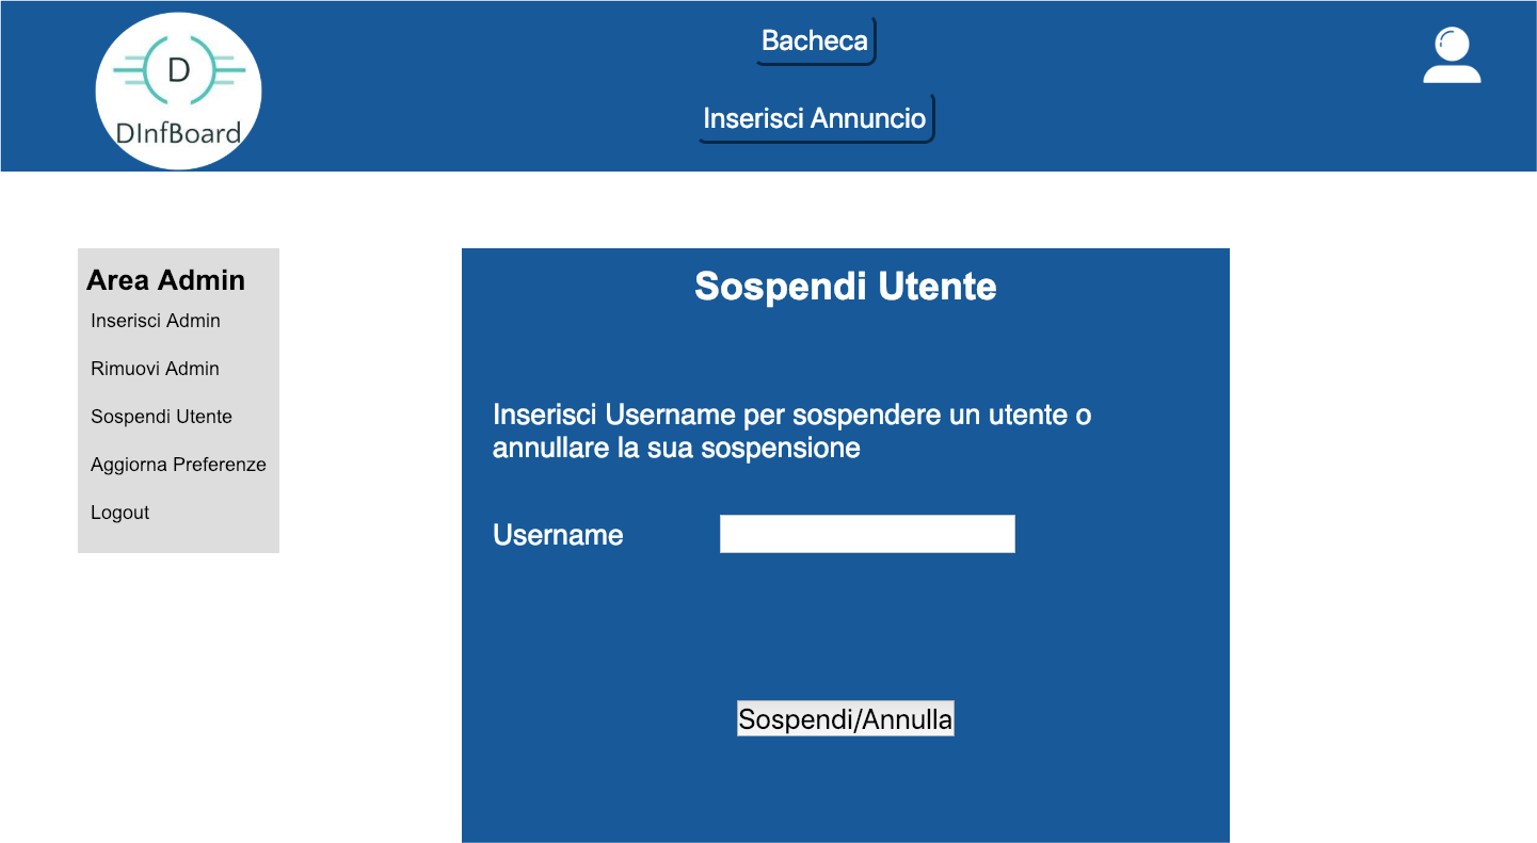 D
DInfBoard
Bacheca
Inserisci Annuncio
Area Admin
Inserisci Admin
Rimuovi Admin
Sospendi Utente
Aggiorna Preferenze
Logout
Sospendi Utente
Inserisci Username per sospendere un utente o
annullare la sua sospensione
Username
Sospendi/Annulla